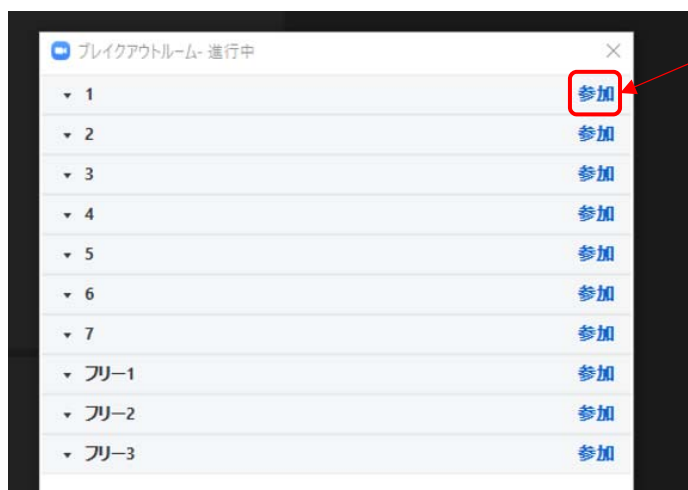 ブレイクアウトルーム- 進行中
1 参加
2 参加
3 参加
4 参加
5 参加
6 参加
7 参加
フリー1 参加
フリー2 参加
フリー3 参加